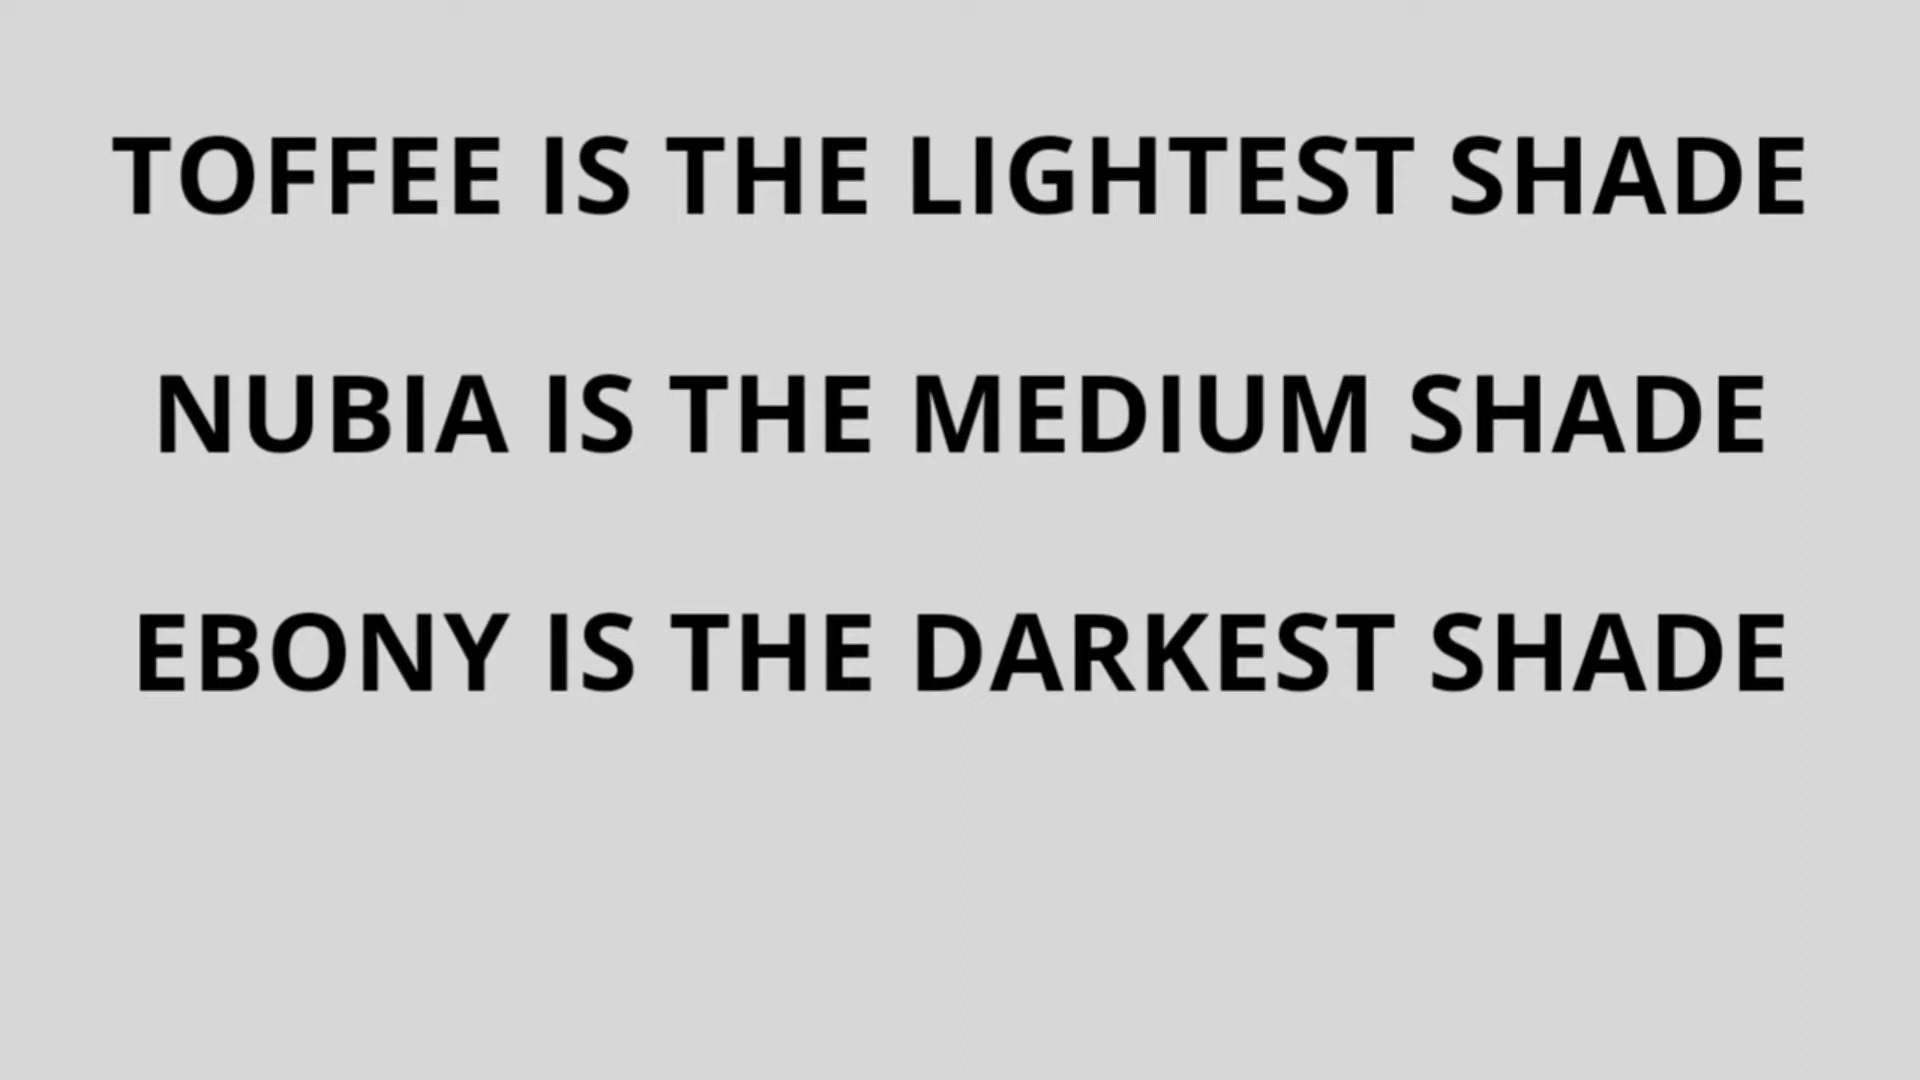 TOFFEE IS THE LIGHTEST SHADE
NUBIA IS THE MEDIUM SHADE
EBONY IS THE DARKEST SHADE